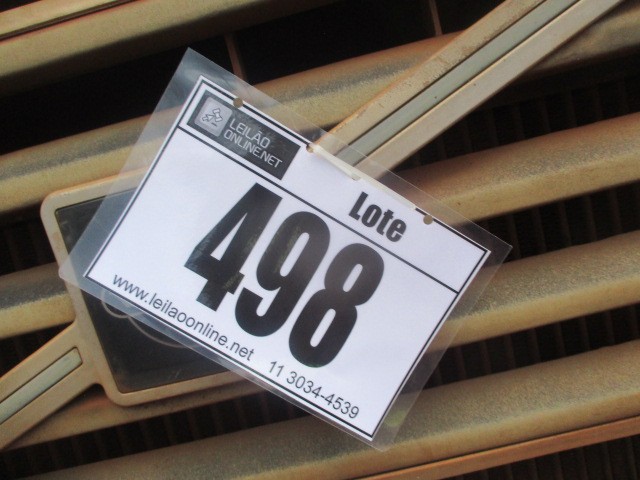 LEILÃO
ONLINE.NET
Lote
498
www.leilaoonline.net 11 3034-4539